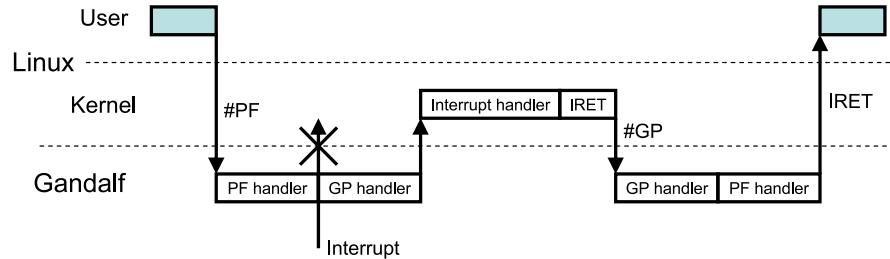 User
Linux
Kernel
#PF
Interrupt handler
IRET
#GP
IRET
Gandalf
PF handler
GP handler
GP handler
PF handler
Interrupt